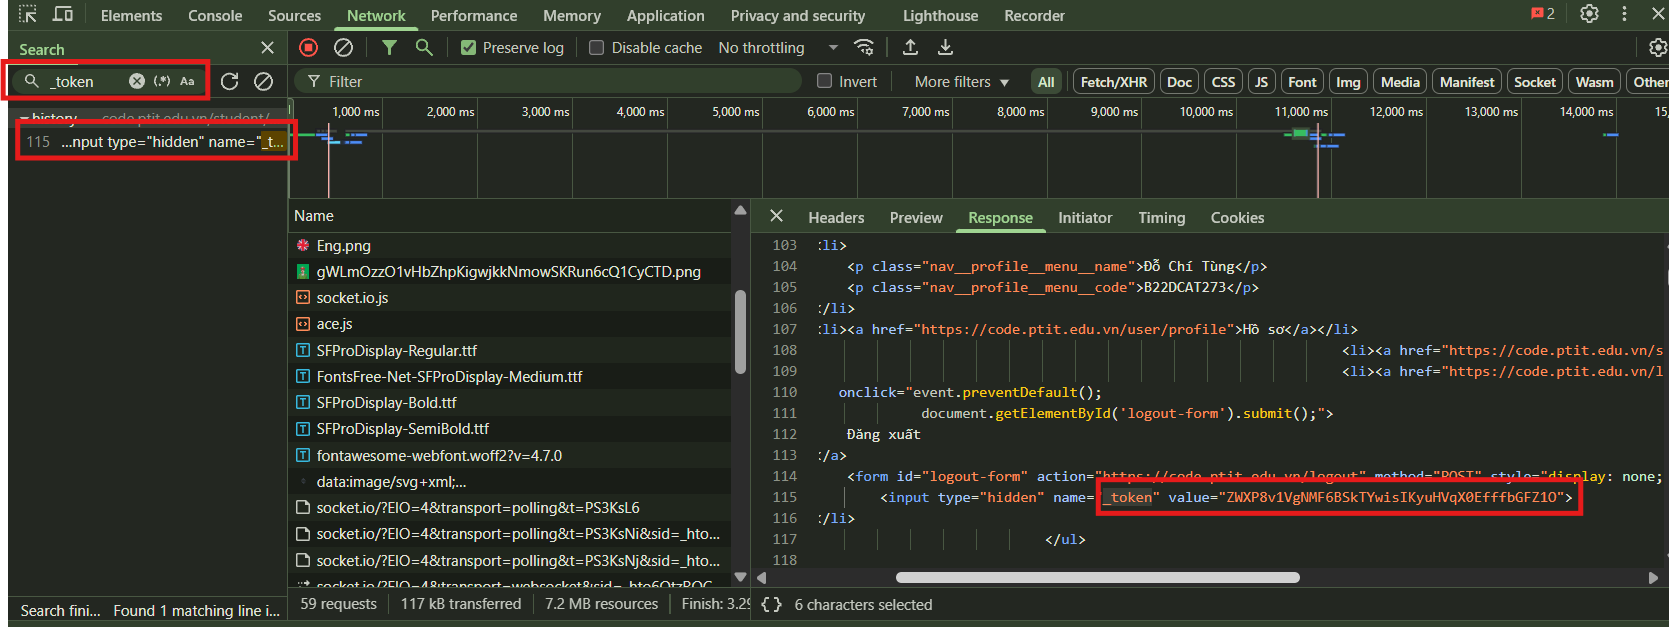 Elements Console Sources Network Performance Memory Application Privacy and security Lighthouse Recorder 2
Search
Preserve log Disable cache No throttling
_token (.*) Aa
Filter Invert More filters All Fetch/XHR Doc CSS JS Font Img Media Manifest Socket Wasm Other
history code.ptit.edu.vn/student/
115 ...nput type="hidden" name="_t...
1,000 ms 2,000 ms 3,000 ms 4,000 ms 5,000 ms 6,000 ms 7,000 ms 8,000 ms 9,000 ms 10,000 ms 11,000 ms 12,000 ms 13,000 ms 14,000 ms 15,
Name
Eng.png
gWLmOzzO1vHbZhpKigwjkkNmowSKRun6cQ1CyCTD.png
socket.io.js
ace.js
SFProDisplay-Regular.ttf
FontsFree-Net-SFProDisplay-Medium.ttf
SFProDisplay-Bold.ttf
SFProDisplay-SemiBold.ttf
fontawesome-webfont.woff2?v=4.7.0
data:image/svg+xml;...
socket.io/?EIO=4&transport=polling&t=PS3KsL6
socket.io/?EIO=4&transport=polling&t=PS3KsNi&sid=_hto...
socket.io/?EIO=4&transport=polling&t=PS3KsNj&sid=_hto...
socket.io/?EIO=4&transport=websocket&sid=
Headers Preview Response Initiator Timing Cookies
103 <li>
104 <p class="nav__profile__menu__name">Đỗ Chí Tùng</p>
105 <p class="nav__profile__menu__code">B22DCAT273</p>
106 </li>
107 <li><a href="https://code.ptit.edu.vn/user/profile">Hồ sơ</a></li>
108 <li><a href="https://code.ptit.edu.vn/s
109 <li><a href="https://code.ptit.edu.vn/l
110 onclick="event.preventDefault();
111 document.getElementById('logout-form').submit();">
112 Đăng xuất
113 </a>
114 <form id="logout-form" action="https://code.ptit.edu.vn/logout" method="POST" style="display: none;
115 <input type="hidden" name="_token" value="ZWXP8v1VgNMF6BSkTYwisIKyuHVqX0EfffbGFZ1O">
116 </li>
117 </ul>
118
Search fini... Found 1 matching line i...
59 requests 117 kB transferred 7.2 MB resources Finish: 3.29
{} 6 characters selected